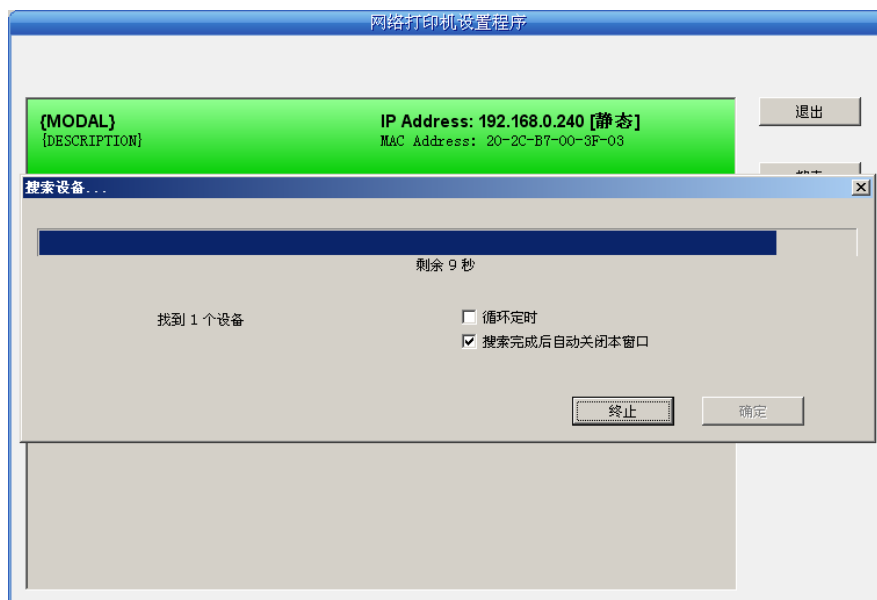 网络打印机设置程序
{MODAL}
IP Address: 192.168.0.240 [静态]
退出
{DESCRIPTION}
MAC Address: 20-2C-B7-00-3F-03
搜索设备...
剩余 9 秒
找到 1 个设备
循环定时
搜索完成后自动关闭本窗口
终止
确定